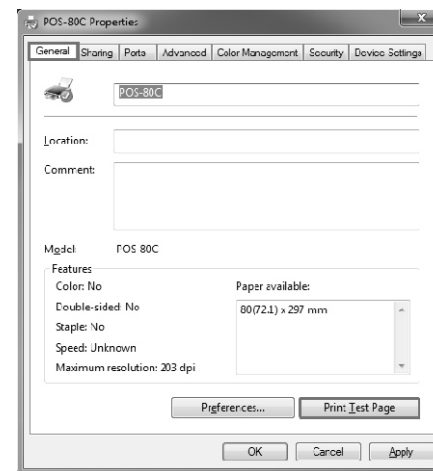 POS-80C Properties
General Sharing Ports Advanced Color Management Security Device Settings
POS-80C
Location:
Comment:
Model: POS 80C
Features
Color: No
Paper available:
Double-sided: No
80(72.1) x 297 mm
Staple: No
Speed: Unknown
Maximum resolution: 203 dpi
Preferences...
Print Test Page
OK Cancel Apply